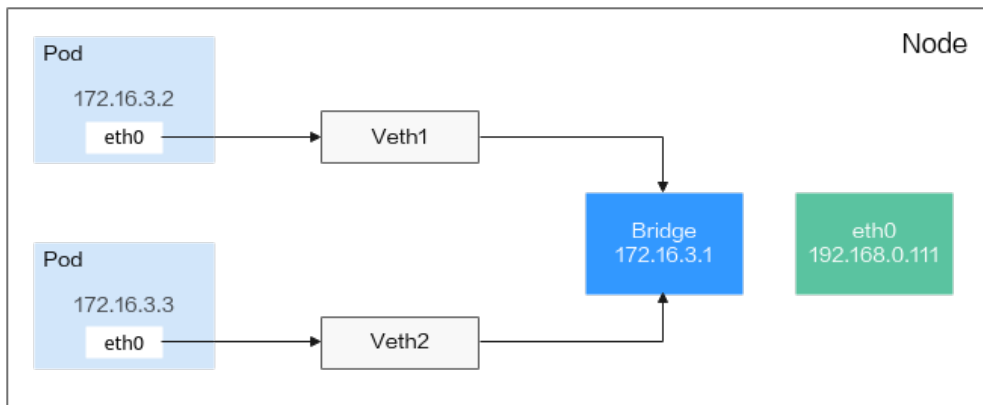 Node
Pod
172.16.3.2
eth0
Veth1
Bridge
172.16.3.1
eth0
192.168.0.111
Pod
172.16.3.3
eth0
Veth2